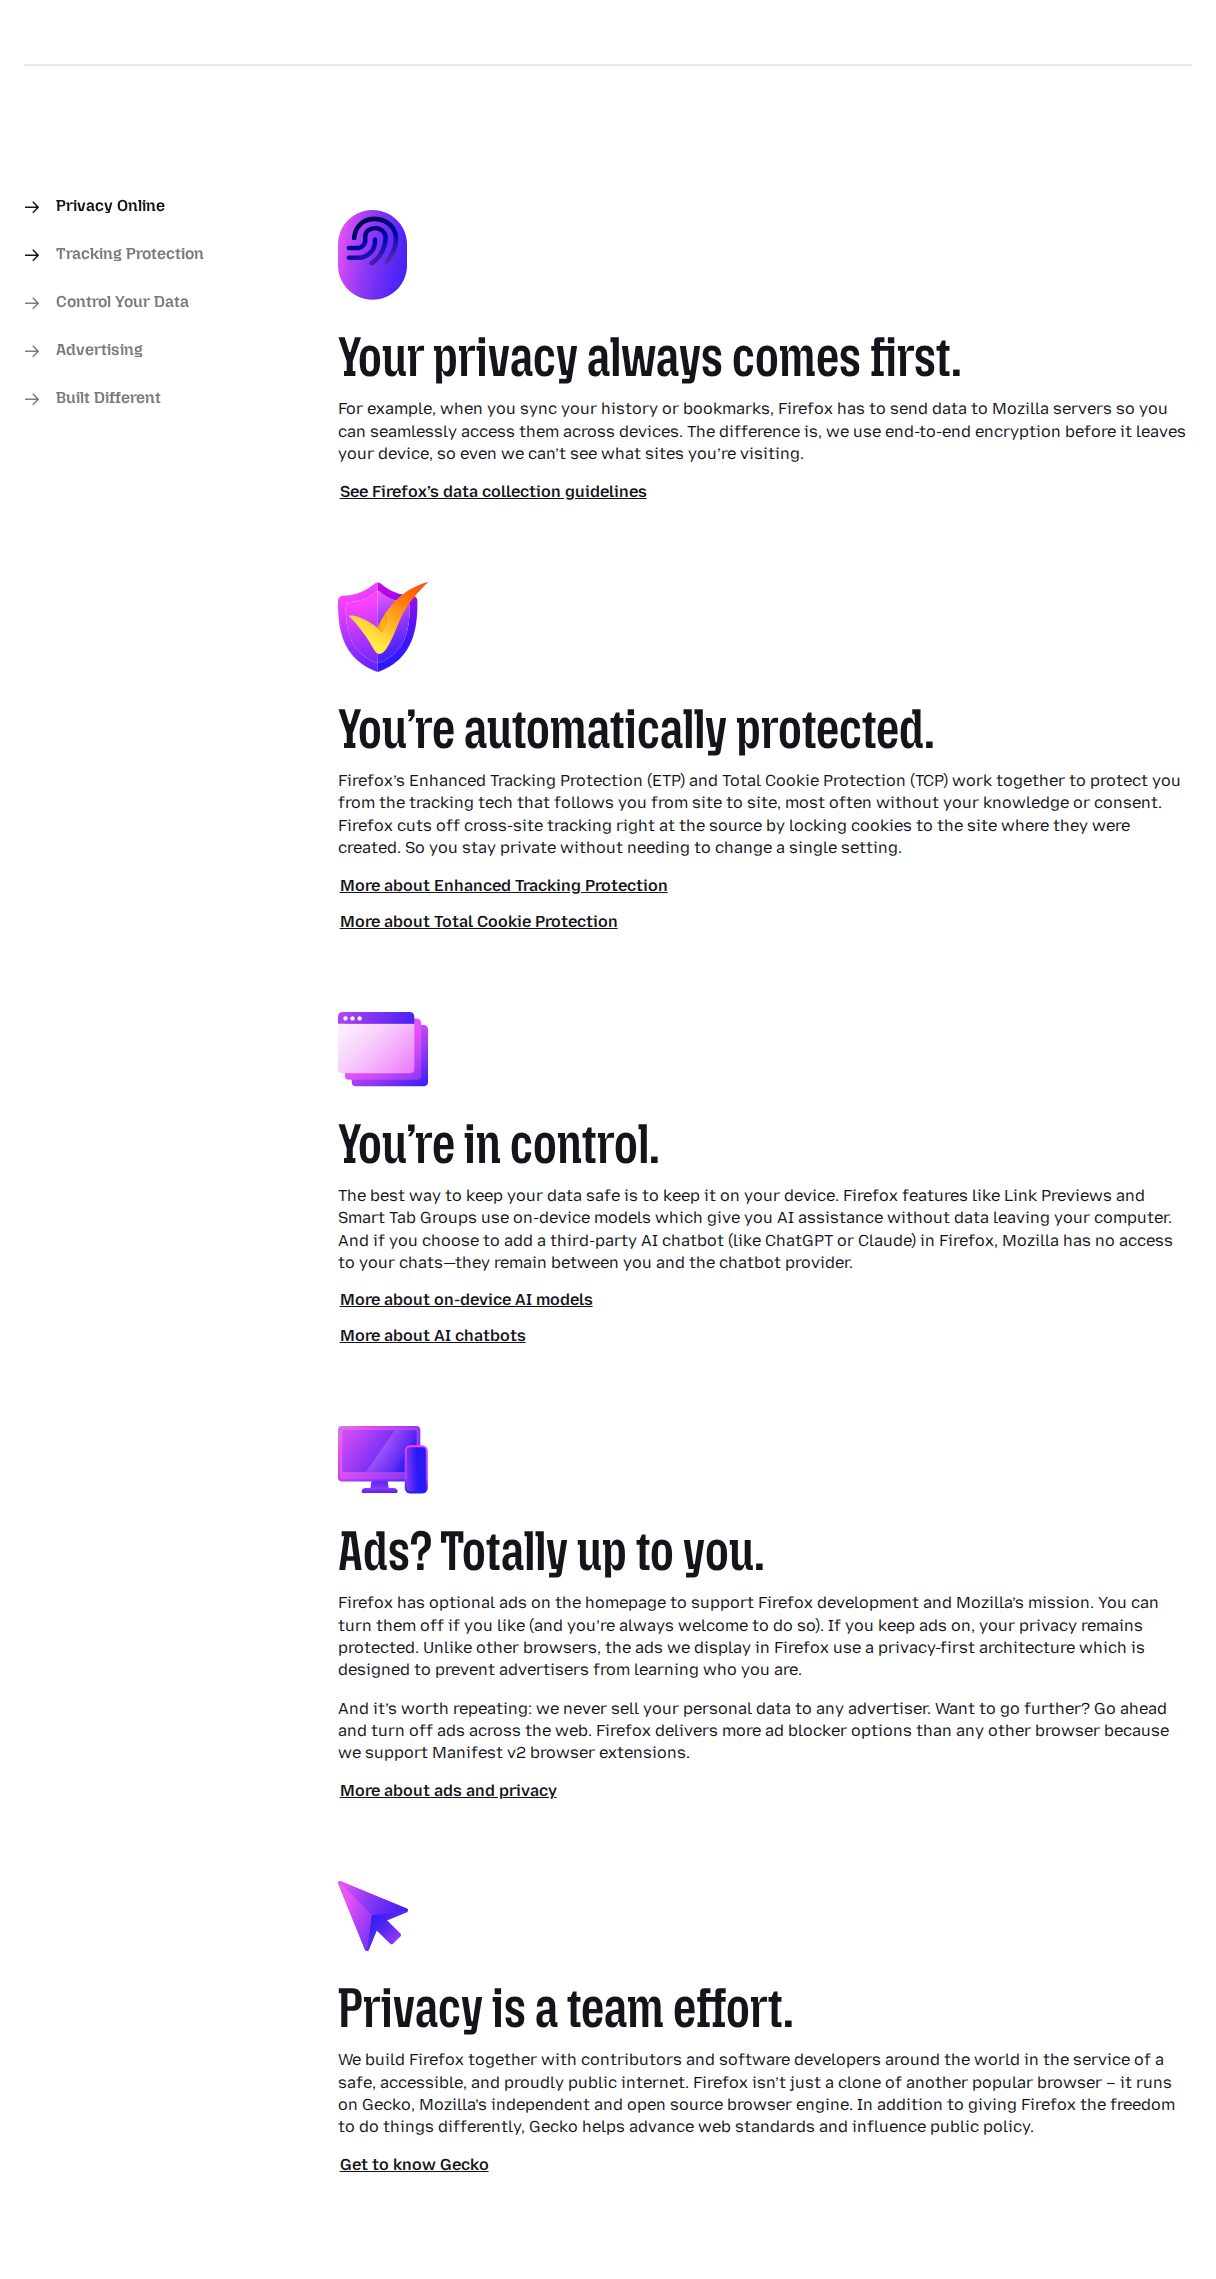 Privacy Online
Tracking Protection
Control Your Data
Advertising
Built Different
Your privacy always comes first.
For example, when you sync your history or bookmarks, Firefox has to send data to Mozilla servers so you
can seamlessly access them across devices. The difference is, we use end-to-end encryption before it leaves
your device, so even we can’t see what sites you’re visiting.
See Firefox’s data collection guidelines
You’re automatically protected.
Firefox’s Enhanced Tracking Protection (ETP) and Total Cookie Protection (TCP) work together to protect you
from the tracking tech that follows you from site to site, most often without your knowledge or consent.
Firefox cuts off cross-site tracking right at the source by locking cookies to the site where they were
created. So you stay private without needing to change a single setting.
More about Enhanced Tracking Protection
More about Total Cookie Protection
You’re in control.
The best way to keep your data safe is to keep it on your device. Firefox features like Link Previews and
Smart Tab Groups use on-device models which give you AI assistance without data leaving your computer.
And if you choose to add a third-party AI chatbot (like ChatGPT or Claude) in Firefox, Mozilla has no access
to your chats—they remain between you and the chatbot provider.
More about on-device AI models
More about AI chatbots
Ads? Totally up to you.
Firefox has optional ads on the homepage to support Firefox development and Mozilla’s mission. You can
turn them off if you like (and you’re always welcome to do so). If you keep ads on, your privacy remains
protected. Unlike other browsers, the ads we display in Firefox use a privacy-first architecture which is
designed to prevent advertisers from learning who you are.
And it’s worth repeating: we never sell your personal data to any advertiser. Want to go further? Go ahead
and turn off ads across the web. Firefox delivers more ad blocker options than any other browser because
we support Manifest v2 browser extensions.
More about ads and privacy
Privacy is a team effort.
We build Firefox together with contributors and software developers around the world in the service of a
safe, accessible, and proudly public internet. Firefox isn’t just a clone of another popular browser – it runs
on Gecko, Mozilla’s independent and open source browser engine. In addition to giving Firefox the freedom
to do things differently, Gecko helps advance web standards and influence public policy.
Get to know Gecko